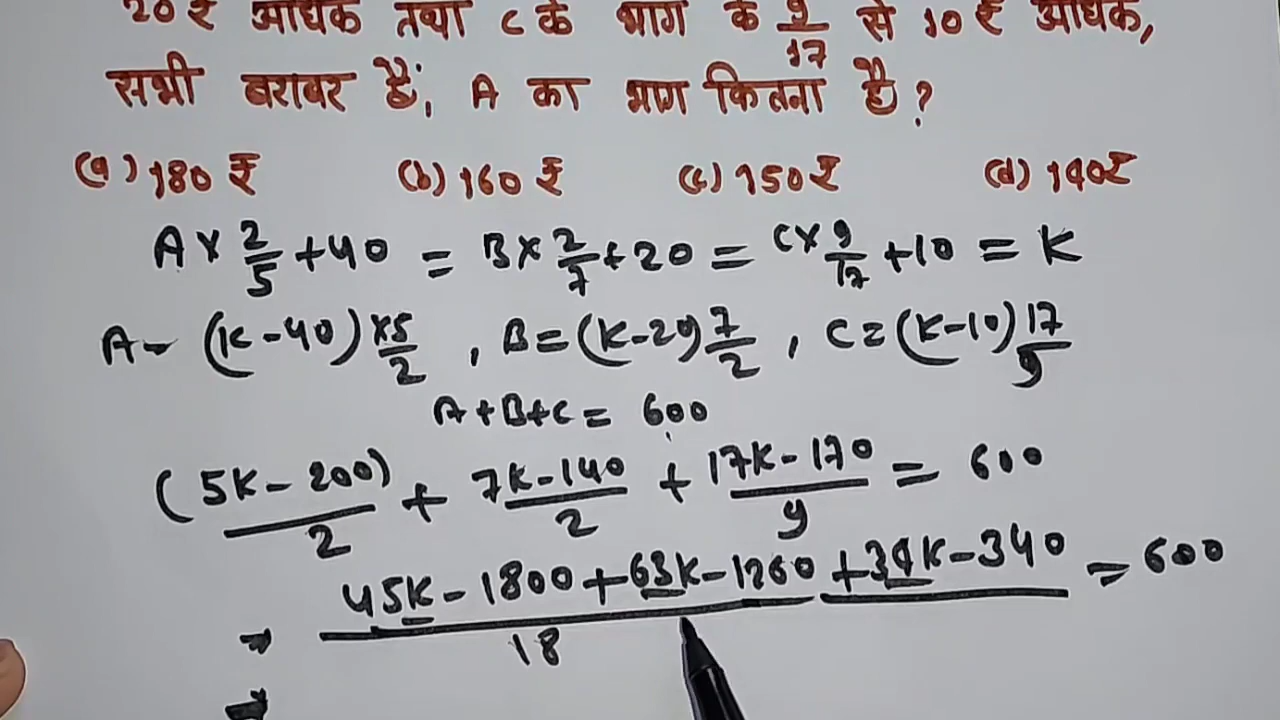 20 ₹ अधिक तथा C के भाग के 9/17 से 10 ₹ अधिक,
सभी बराबर हैं, A का भाग कितना है ?
(a) 180 ₹ (b) 160 ₹ (c) 150 ₹ (d) 140 ₹
A × 2/5 + 40 = B × 2/7 + 20 = C × 9/17 + 10 = K
A = (K - 40) × 5/2 , B = (K - 20) 7/2 , C = (K - 10) 17/9
A + B + C = 600
(5K - 200)/2 + 7K - 140/2 + 17K - 170/9 = 600
⇒ 45K - 1800 + 63K - 1260 + 34K - 340/18 = 600
⇒